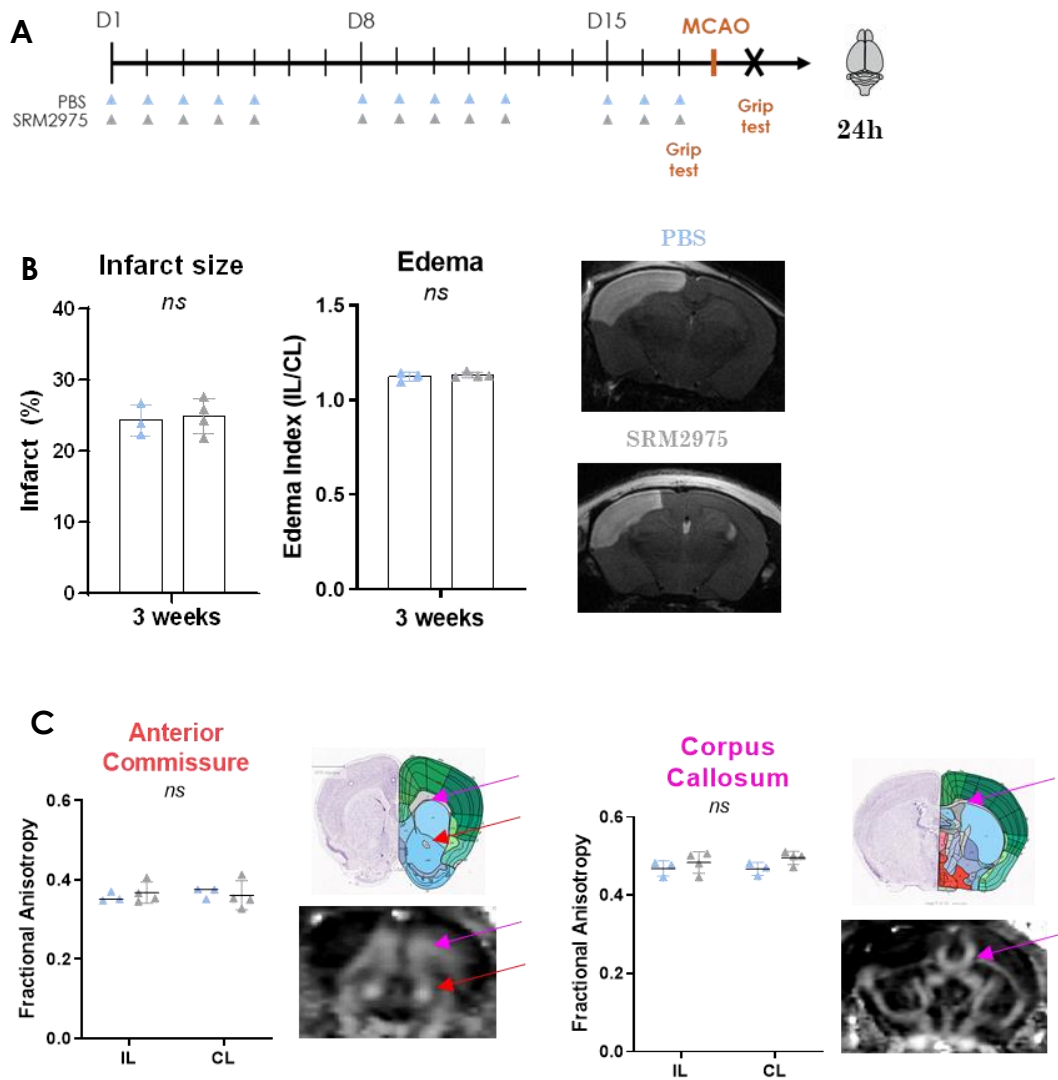 A
D1
D8
D15
MCAO
PBS
SRM2975
Grip
test
Grip
test
24h
B
Infarct size
ns
Infarct (%)
40
30
20
10
0
3 weeks
Edema
ns
Edema Index (IL/CL)
1.5
1.0
0.5
0.0
3 weeks
PBS
SRM2975
C
Anterior
Commissure
ns
Fractional Anisotropy
0.6
0.4
0.2
0.0
IL
CL
Corpus
Callosum
ns
Fractional Anisotropy
0.6
0.4
0.2
0.0
IL
CL